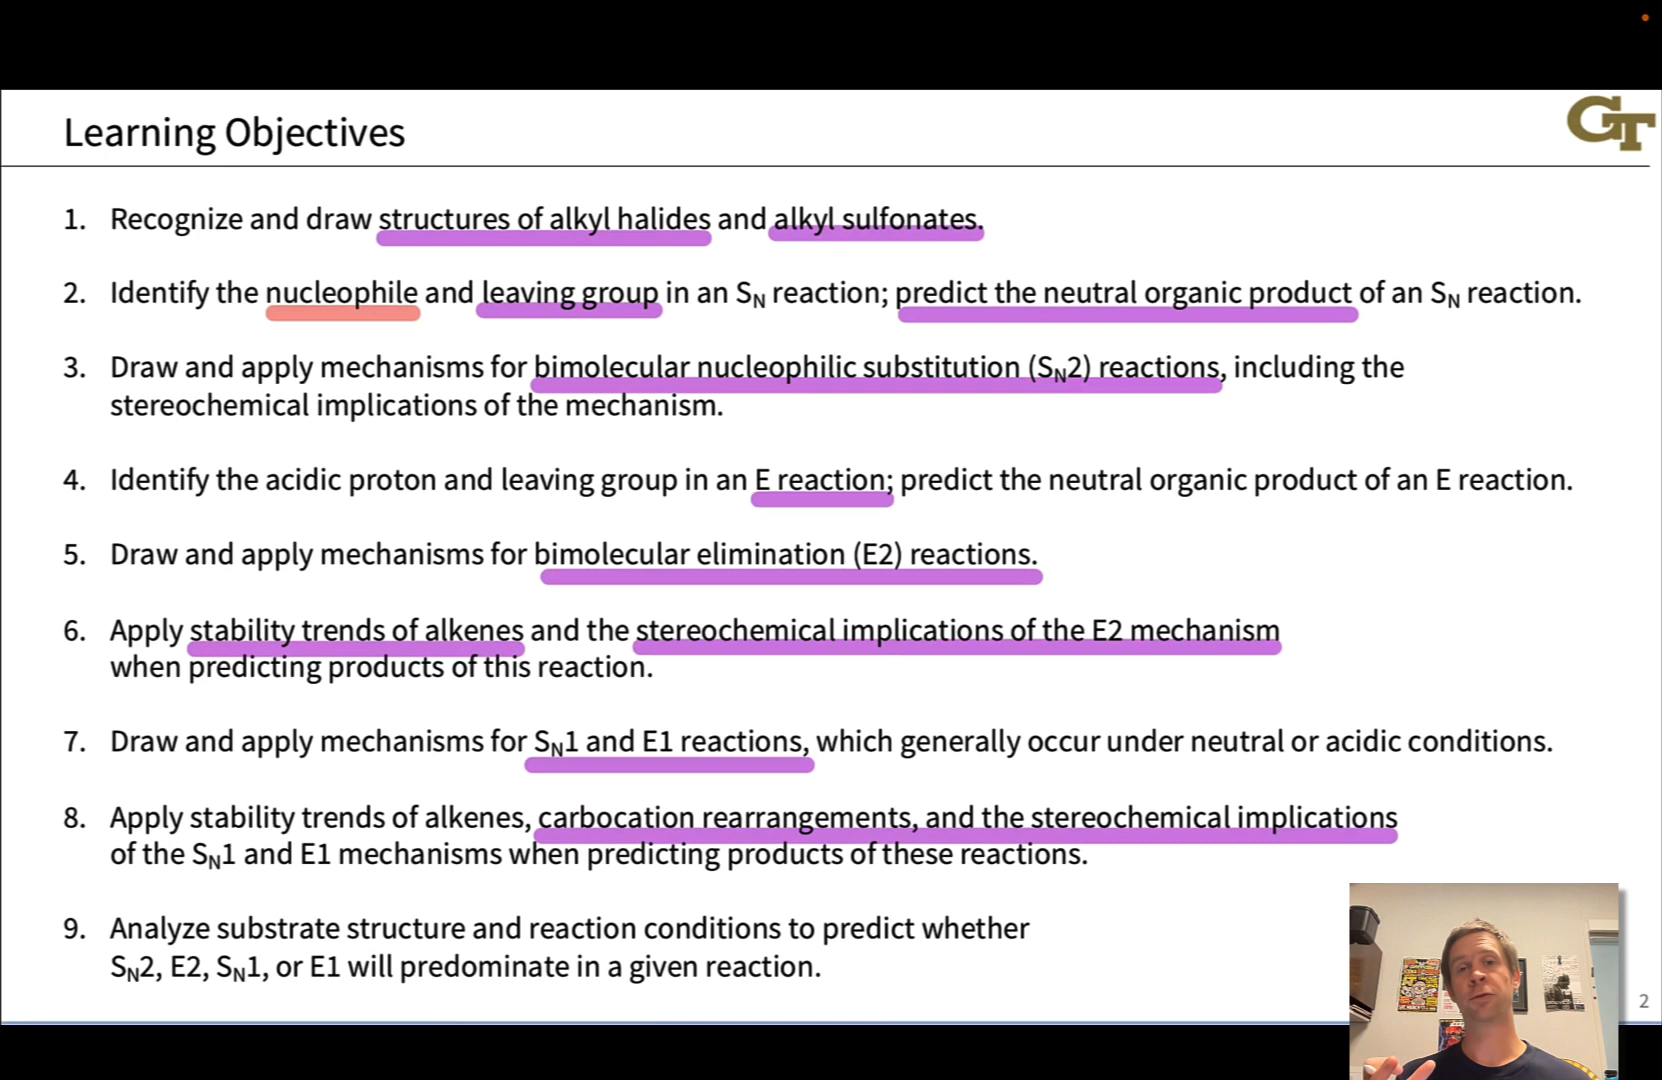 Learning Objectives
GT
1. Recognize and draw structures of alkyl halides and alkyl sulfonates.
2. Identify the nucleophile and leaving group in an SN reaction; predict the neutral organic product of an SN reaction.
3. Draw and apply mechanisms for bimolecular nucleophilic substitution (SN2) reactions, including the
stereochemical implications of the mechanism.
4. Identify the acidic proton and leaving group in an E reaction; predict the neutral organic product of an E reaction.
5. Draw and apply mechanisms for bimolecular elimination (E2) reactions.
6. Apply stability trends of alkenes and the stereochemical implications of the E2 mechanism
when predicting products of this reaction.
7. Draw and apply mechanisms for SN1 and E1 reactions, which generally occur under neutral or acidic conditions.
8. Apply stability trends of alkenes, carbocation rearrangements, and the stereochemical implications
of the SN1 and E1 mechanisms when predicting products of these reactions.
9. Analyze substrate structure and reaction conditions to predict whether
SN2, E2, SN1, or E1 will predominate in a given reaction.
2